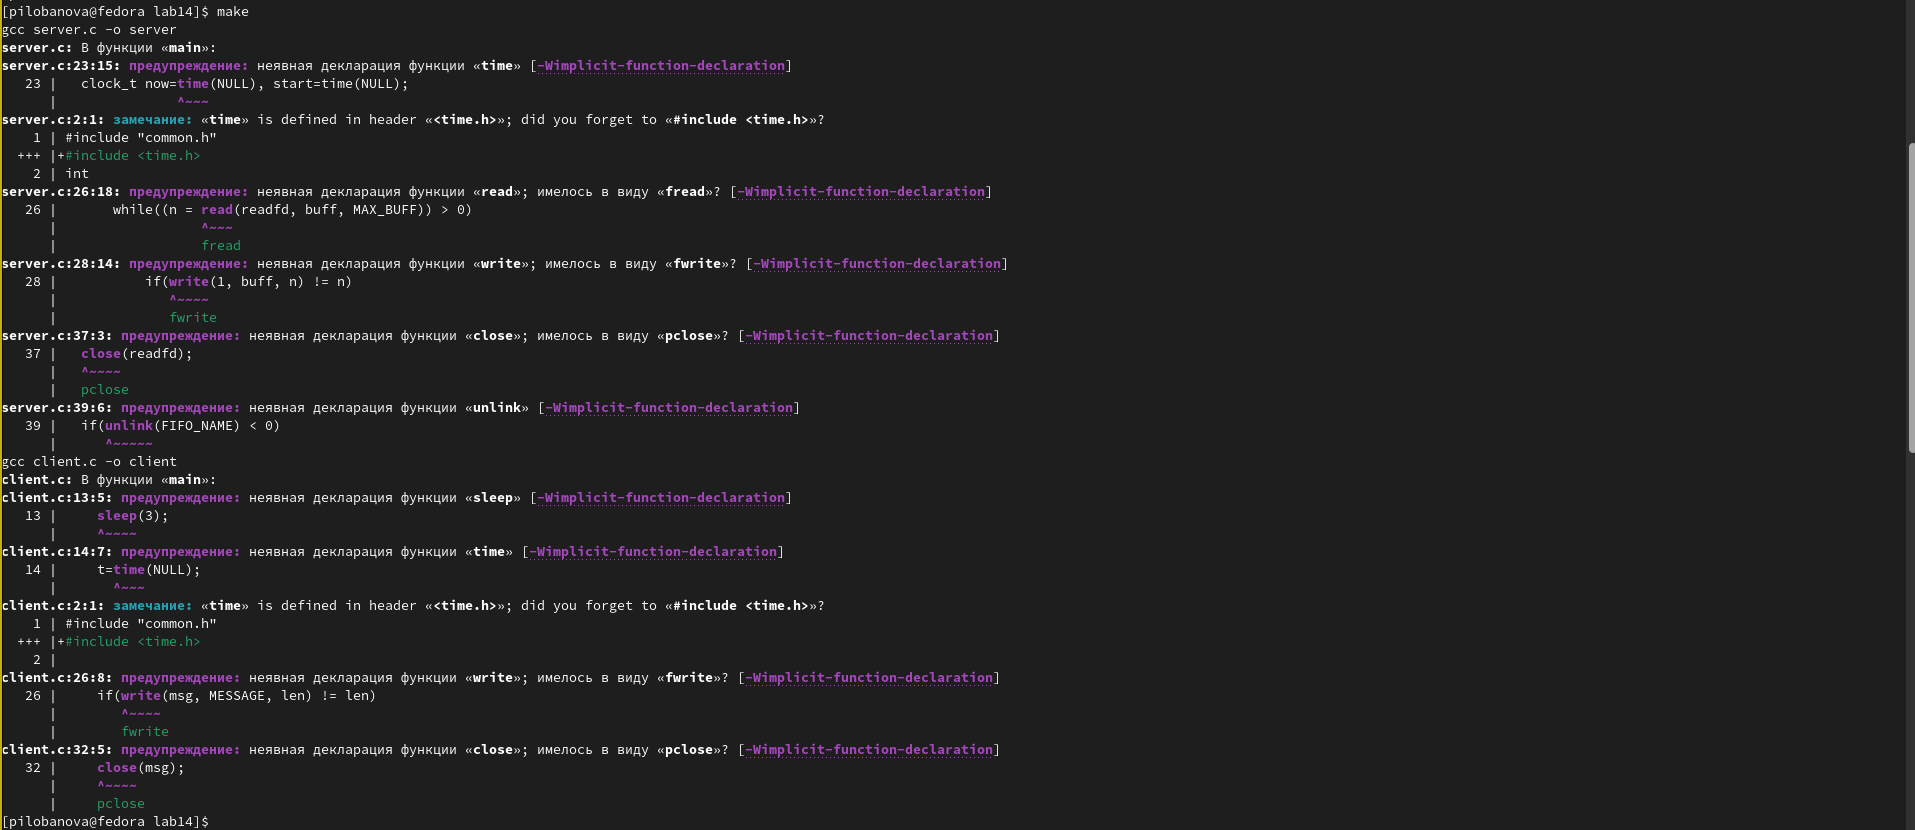 [pilobanova@fedora lab14]$ make
gcc server.c -o server
server.c: В функции «main»:
server.c:23:15: предупреждение: неявная декларация функции «time» [-Wimplicit-function-declaration]
   23 |   clock_t now=time(NULL), start=time(NULL);
      |               ^~~~
server.c:2:1: замечание: «time» is defined in header «<time.h>»; did you forget to «#include <time.h>»?
    1 | #include "common.h"
  +++ |+#include <time.h>
    2 | int
server.c:26:18: предупреждение: неявная декларация функции «read»; имелось в виду «fread»? [-Wimplicit-function-declaration]
   26 |       while((n = read(readfd, buff, MAX_BUFF)) > 0)
      |                  ^~~~
      |                  fread
server.c:28:14: предупреждение: неявная декларация функции «write»; имелось в виду «fwrite»? [-Wimplicit-function-declaration]
   28 |           if(write(1, buff, n) != n)
      |              ^~~~~
      |              fwrite
server.c:37:3: предупреждение: неявная декларация функции «close»; имелось в виду «pclose»? [-Wimplicit-function-declaration]
   37 |   close(readfd);
      |   ^~~~~
      |   pclose
server.c:39:6: предупреждение: неявная декларация функции «unlink» [-Wimplicit-function-declaration]
   39 |   if(unlink(FIFO_NAME) < 0)
      |      ^~~~~~
gcc client.c -o client
client.c: В функции «main»:
client.c:13:5: предупреждение: неявная декларация функции «sleep» [-Wimplicit-function-declaration]
   13 |     sleep(3);
      |     ^~~~~
client.c:14:7: предупреждение: неявная декларация функции «time» [-Wimplicit-function-declaration]
   14 |     t=time(NULL);
      |       ^~~~
client.c:2:1: замечание: «time» is defined in header «<time.h>»; did you forget to «#include <time.h>»?
    1 | #include "common.h"
  +++ |+#include <time.h>
    2 |
client.c:26:8: предупреждение: неявная декларация функции «write»; имелось в виду «fwrite»? [-Wimplicit-function-declaration]
   26 |     if(write(msg, MESSAGE, len) != len)
      |        ^~~~~
      |        fwrite
client.c:32:5: предупреждение: неявная декларация функции «close»; имелось в виду «pclose»? [-Wimplicit-function-declaration]
   32 |     close(msg);
      |     ^~~~~
      |     pclose
[pilobanova@fedora lab14]$